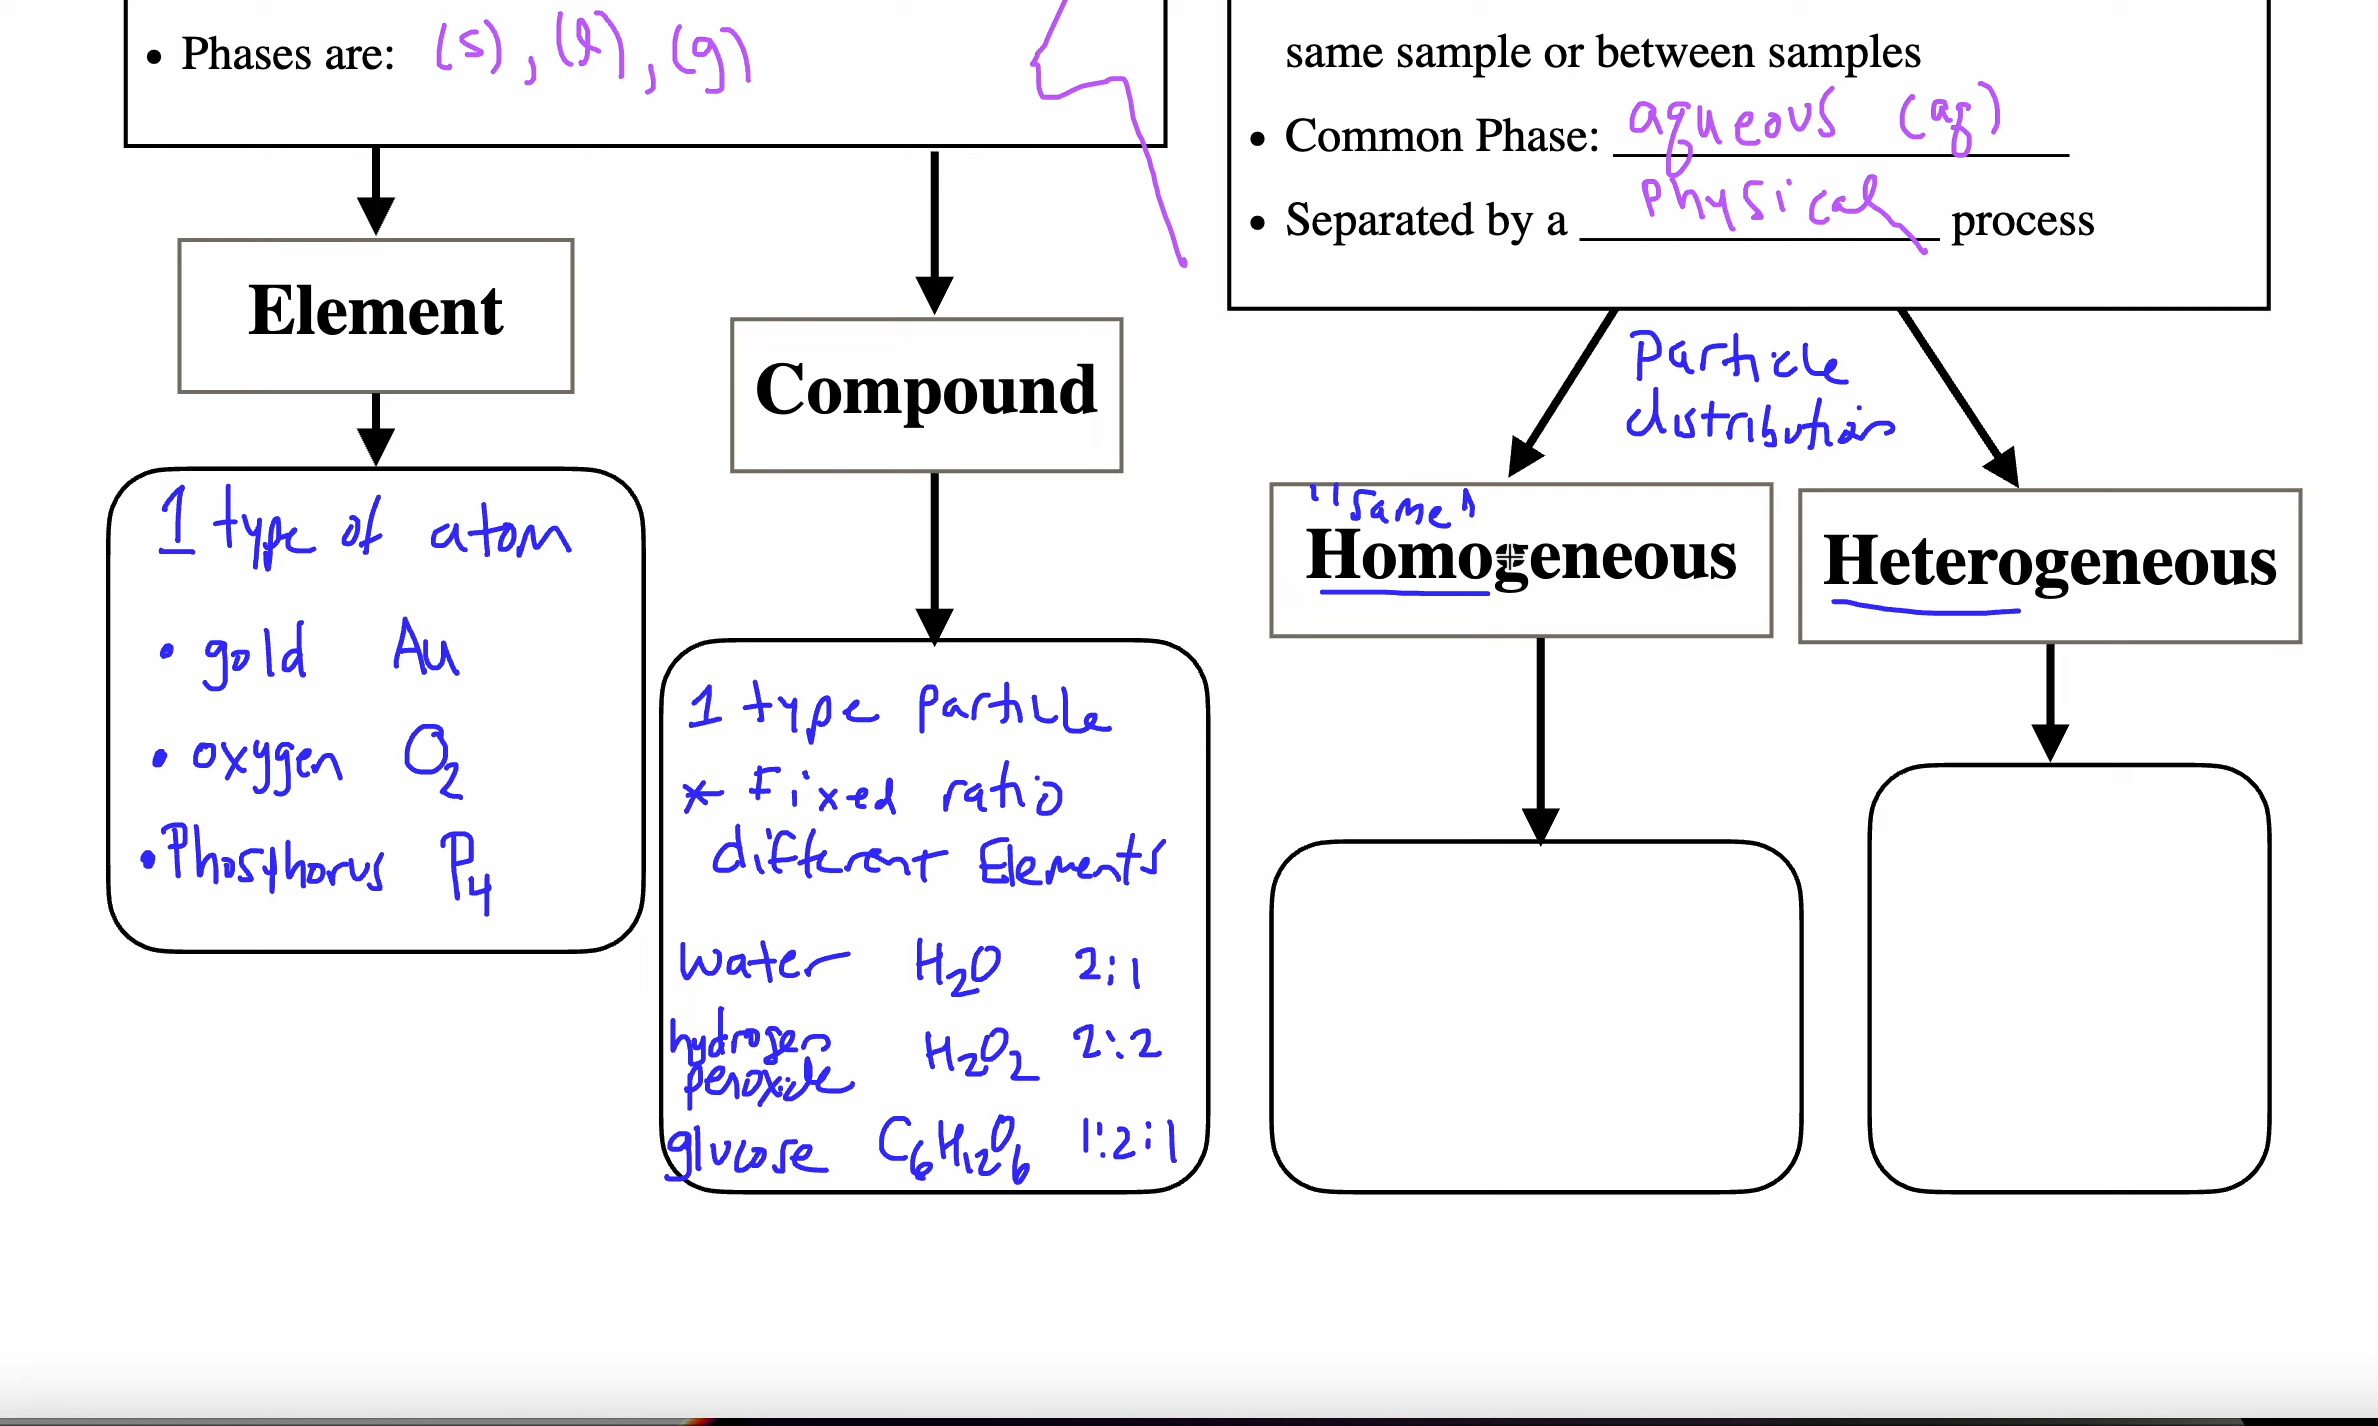 • Phases are: (s), (l), (g)
same sample or between samples
• Common Phase: aqueous (aq)
• Separated by a physical process
Element
Compound
Particle
distribution
"same"
Homogeneous
Heterogeneous
1 type of atom
• gold Au
• oxygen O2
• Phosphorus P4
1 type particle
* Fixed ratio
different Elements
water H2O 2:1
hydrogen
peroxide H2O2 2:2
glucose C6H12O6 1:2:1